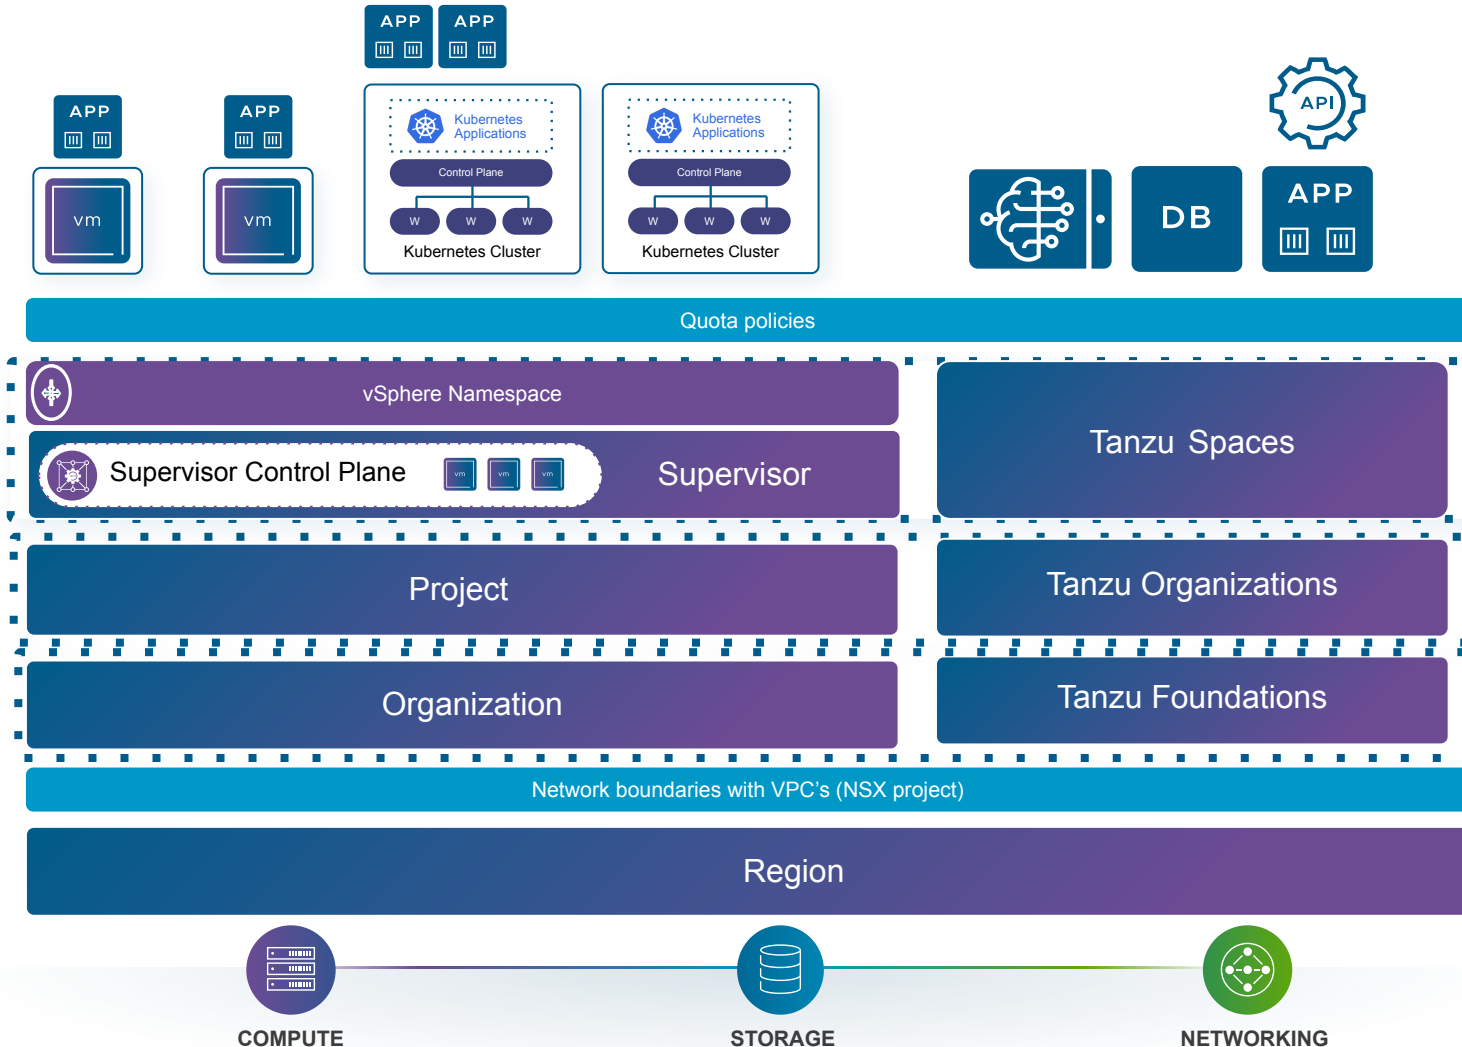 APP
APP
APP
APP
vm
vm
Kubernetes
Applications
Control Plane
W
W
W
Kubernetes Cluster
Kubernetes
Applications
Control Plane
W
W
W
Kubernetes Cluster
API
DB
APP
Quota policies
vSphere Namespace
Supervisor Control Plane
vm
vm
vm
Supervisor
Tanzu Spaces
Project
Tanzu Organizations
Organization
Tanzu Foundations
Network boundaries with VPC’s (NSX project)
Region
COMPUTE
STORAGE
NETWORKING